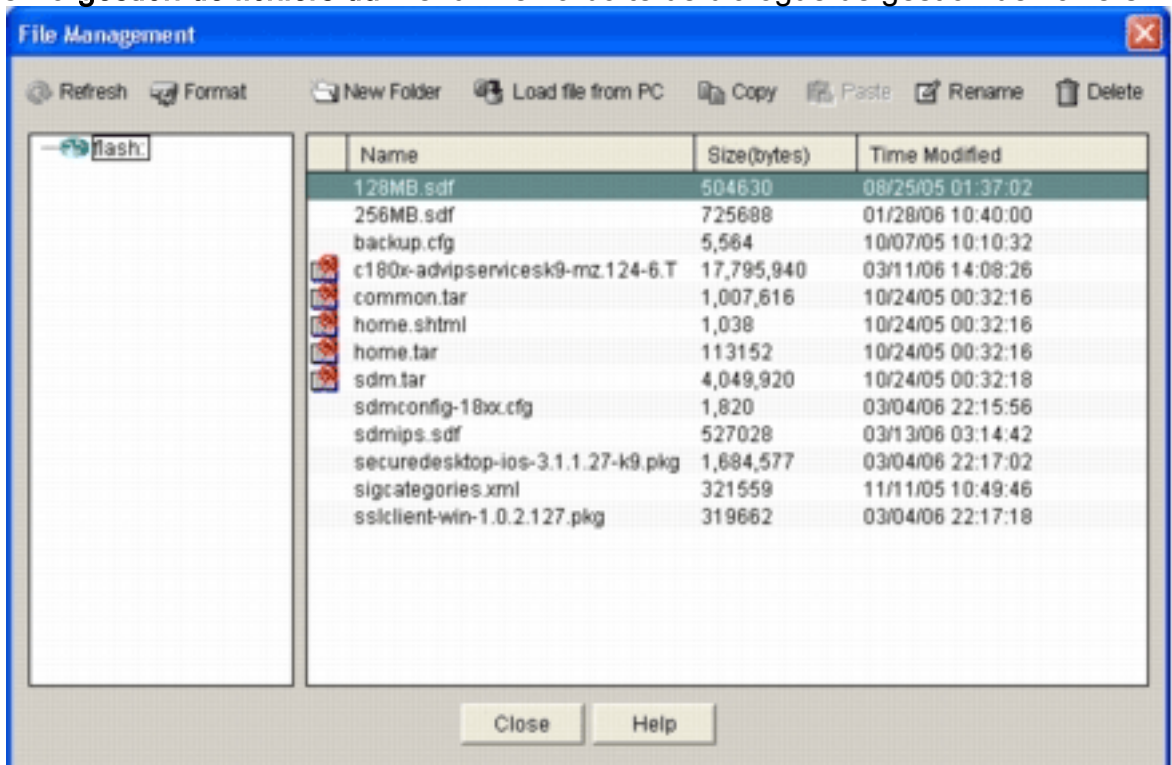 File Management
Refresh Format New Folder Load file from PC Copy Paste Rename Delete
flash:
Name Size(bytes) Time Modified
128MB.sdf 504630 08/25/05 01:37:02
256MB.sdf 725688 01/28/06 10:40:00
backup.cfg 5,564 10/07/05 10:10:32
c180x-advipservicesk9-mz.124-6.T 17,795,940 03/11/06 14:08:26
common.tar 1,007,616 10/24/05 00:32:16
home.shtml 1,038 10/24/05 00:32:16
home.tar 113152 10/24/05 00:32:16
sdm.tar 4,049,920 10/24/05 00:32:18
sdmconfig-18xx.cfg 1,820 03/04/06 22:15:56
sdmips.sdf 527028 03/13/06 03:14:42
securedesktop-ios-3.1.1.27-k9.pkg 1,684,577 03/04/06 22:17:02
sigcategories.xml 321559 11/11/05 10:49:46
sslclient-win-1.0.2.127.pkg 319662 03/04/06 22:17:18
Close Help